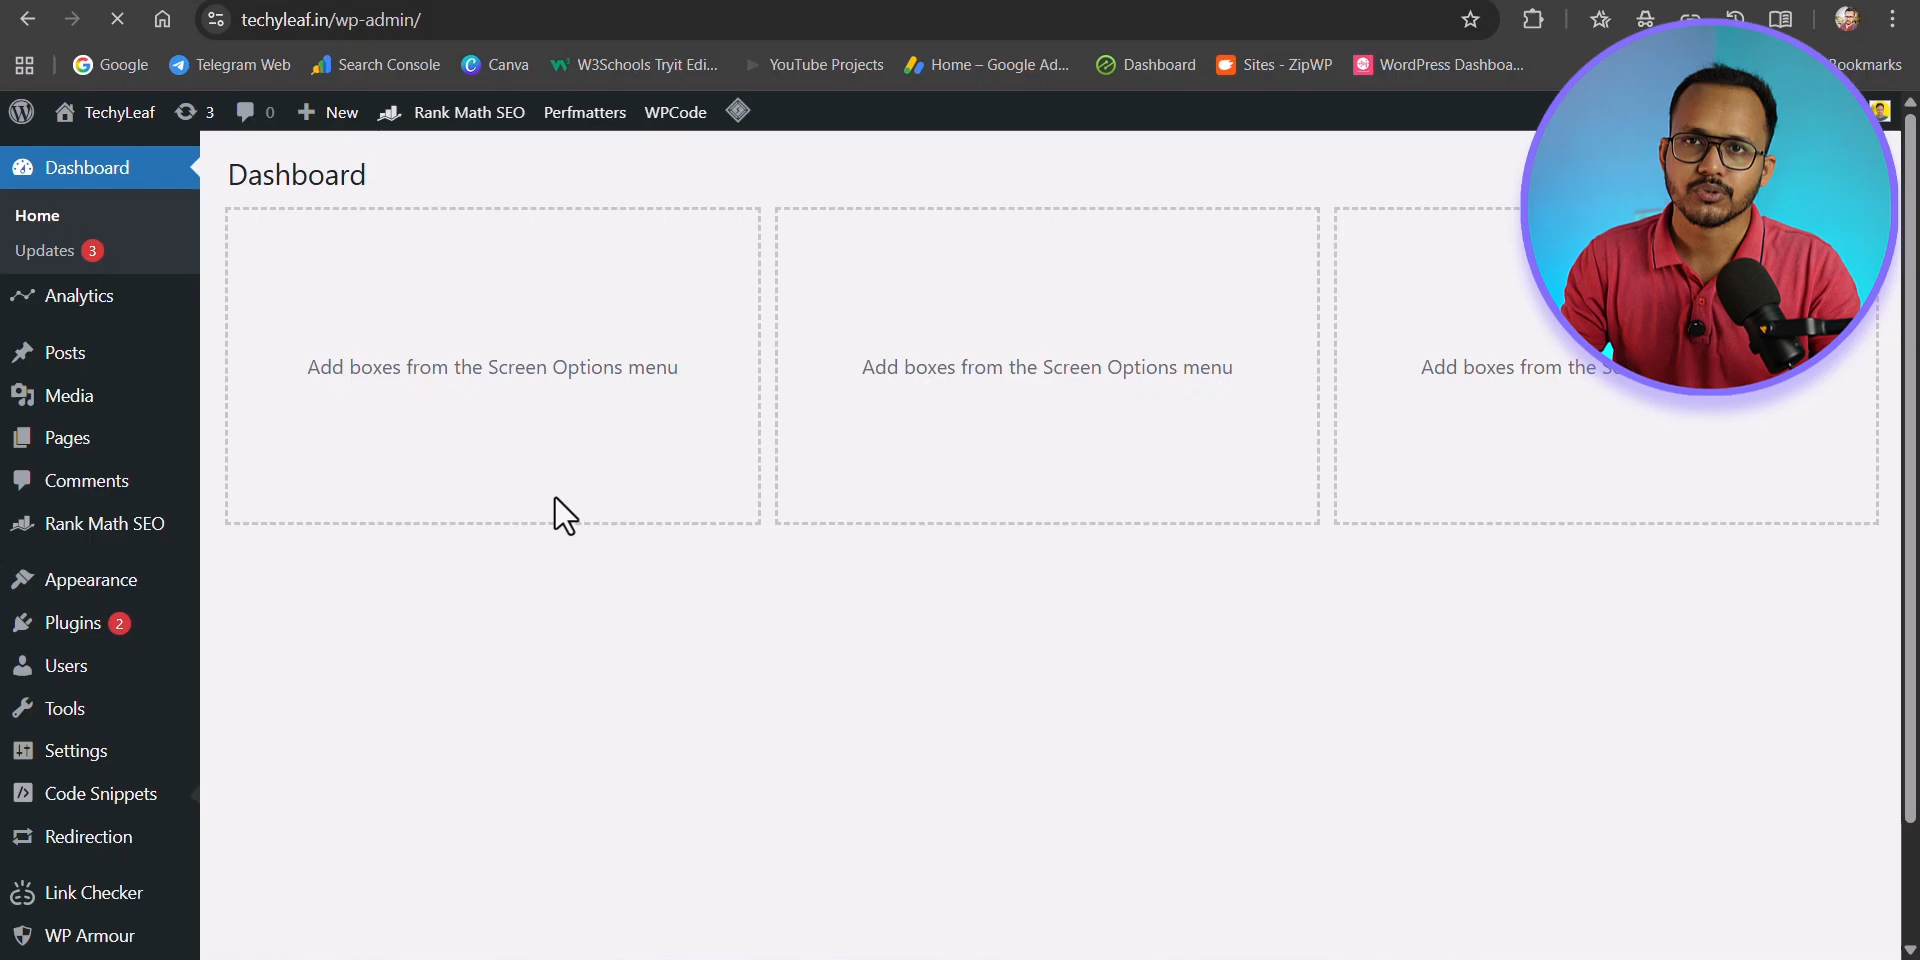 techyleaf.in/wp-admin/
Google
Telegram Web
Search Console
Canva
W3Schools Tryit Edi...
YouTube Projects
Home – Google Ad...
Dashboard
Sites - ZipWP
WordPress Dashboa...
Bookmarks
TechyLeaf
3
0
New
Rank Math SEO
Perfmatters
WPCode
Dashboard
Home
Updates 3
Analytics
Posts
Media
Pages
Comments
Rank Math SEO
Appearance
Plugins 2
Users
Tools
Settings
Code Snippets
Redirection
Link Checker
WP Armour
Dashboard
Add boxes from the Screen Options menu
Add boxes from the Screen Options menu
Add boxes from the